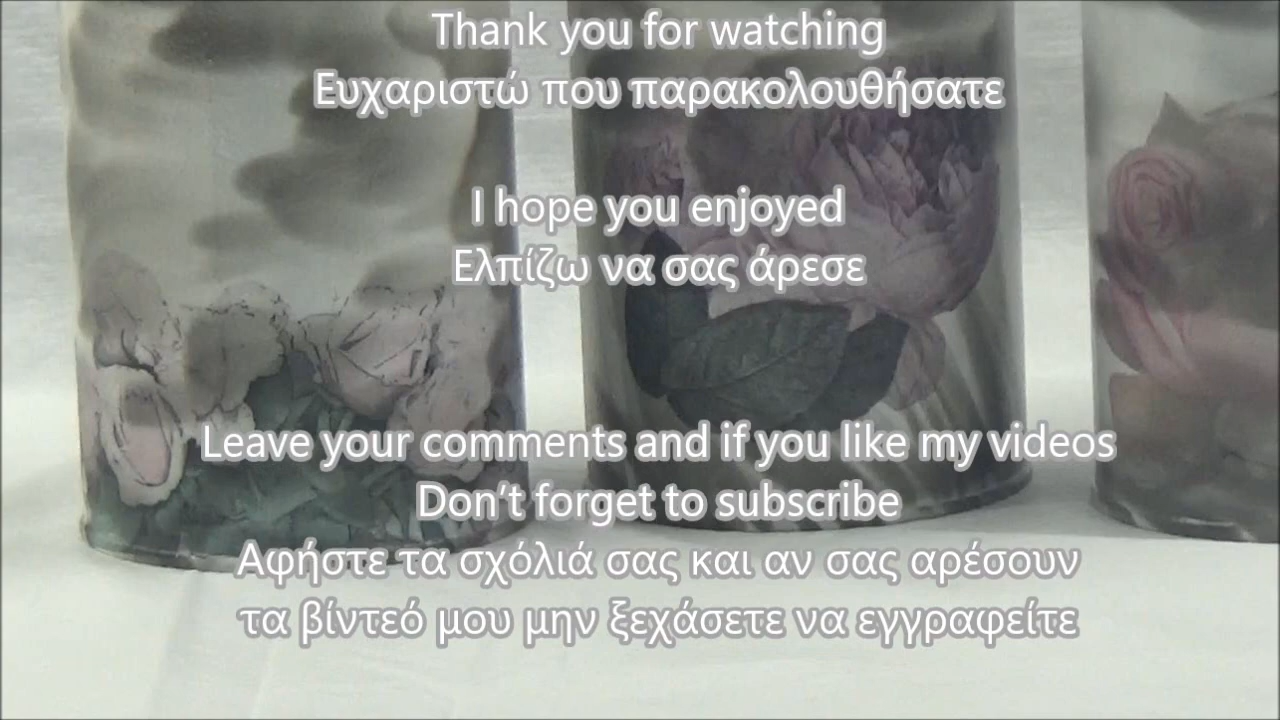 Thank you for watching
Ευχαριστώ που παρακολουθήσατε
I hope you enjoyed
Ελπίζω να σας άρεσε
Leave your comments and if you like my videos
Don’t forget to subscribe
Αφήστε τα σχόλιά σας και αν σας αρέσουν
τα βίντεό μου μην ξεχάσετε να εγγραφείτε